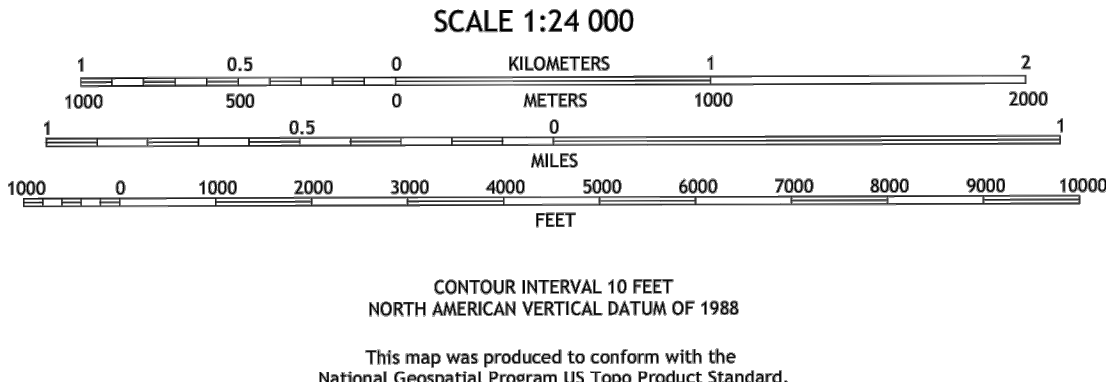 SCALE 1:24 000
1 0.5 0 KILOMETERS 1 2
1000 500 0 METERS 1000 2000
1 0.5 0 1
MILES
1000 0 1000 2000 3000 4000 5000 6000 7000 8000 9000 10000
FEET
CONTOUR INTERVAL 10 FEET
NORTH AMERICAN VERTICAL DATUM OF 1988
This map was produced to conform with the
National Geospatial Program US Topo Product Standard.